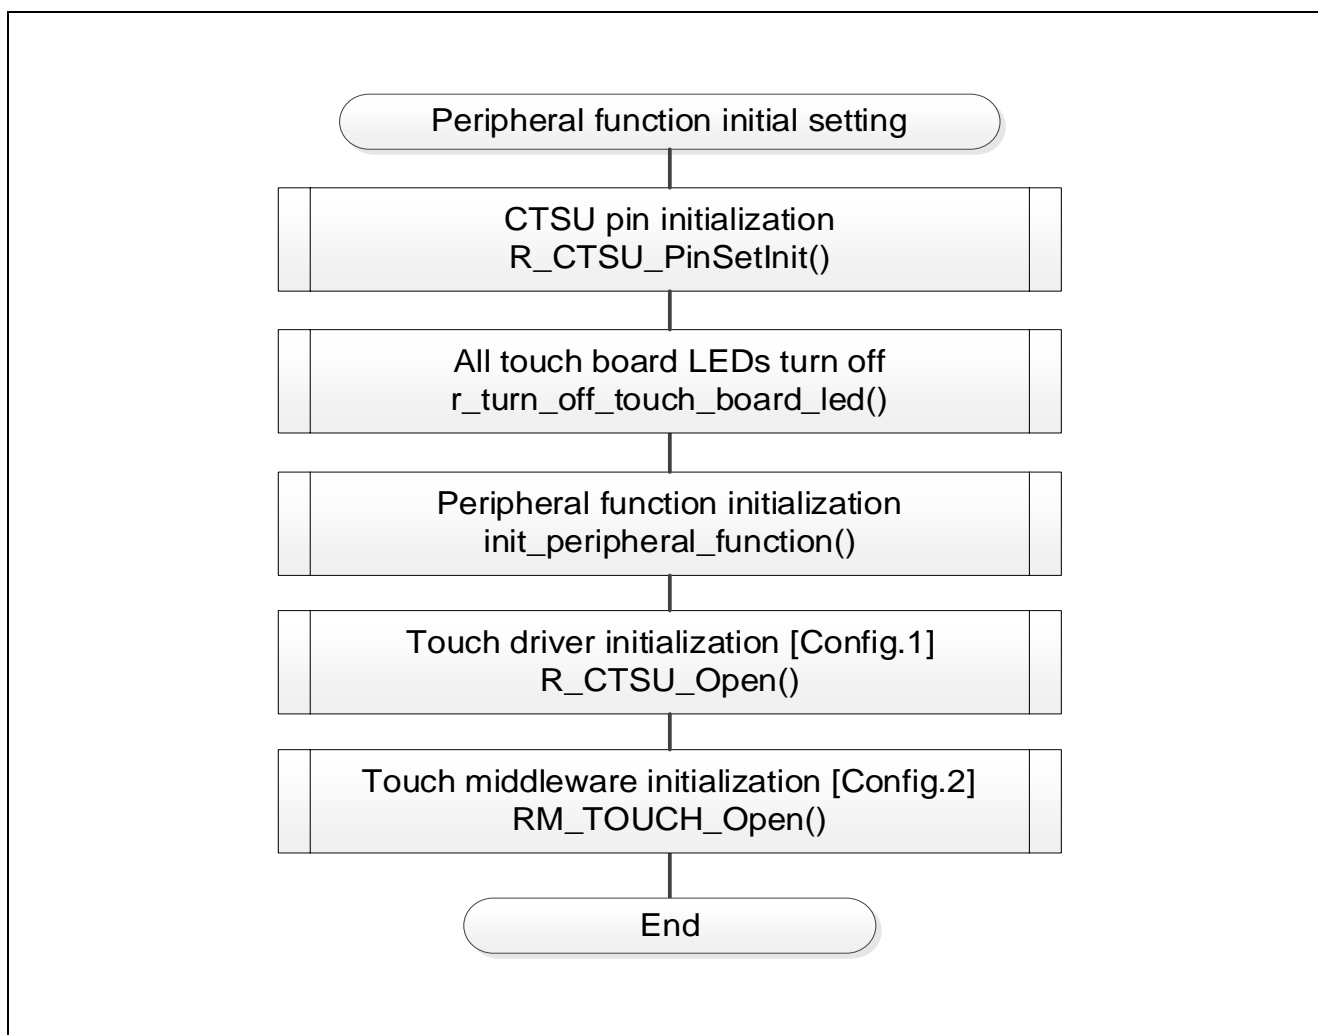 Peripheral function initial setting
CTSU pin initialization
R_CTSU_PinSetInit()
All touch board LEDs turn off
r_turn_off_touch_board_led()
Peripheral function initialization
init_peripheral_function()
Touch driver initialization [Config.1]
R_CTSU_Open()
Touch middleware initialization [Config.2]
RM_TOUCH_Open()
End